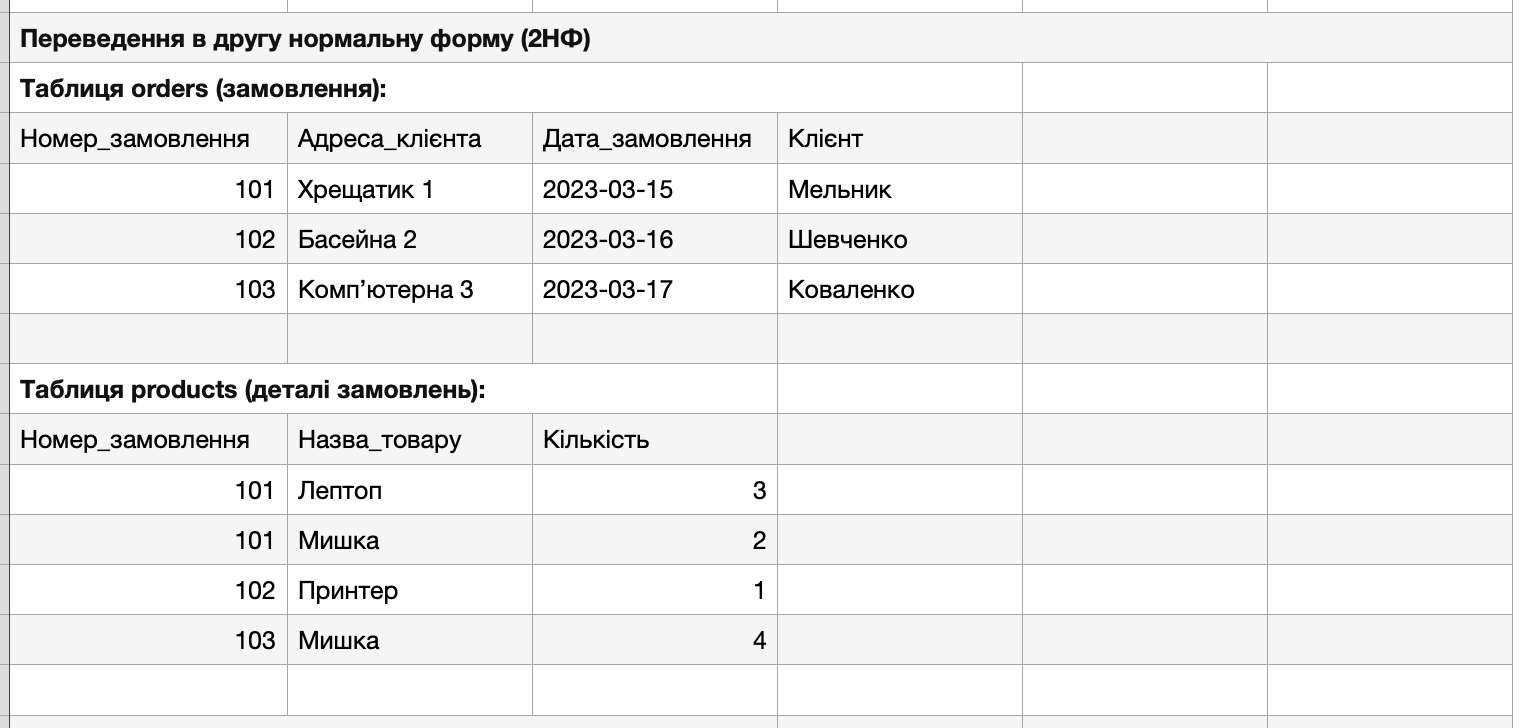 Переведення в другу нормальну форму (2НФ)
Таблиця orders (замовлення):
Номер_замовлення Адреса_клієнта Дата_замовлення Клієнт
101 Хрещатик 1 2023-03-15 Мельник
102 Басейна 2 2023-03-16 Шевченко
103 Комп’ютерна 3 2023-03-17 Коваленко
Таблиця products (деталі замовлень):
Номер_замовлення Назва_товару Кількість
101 Лептоп 3
101 Мишка 2
102 Принтер 1
103 Мишка 4